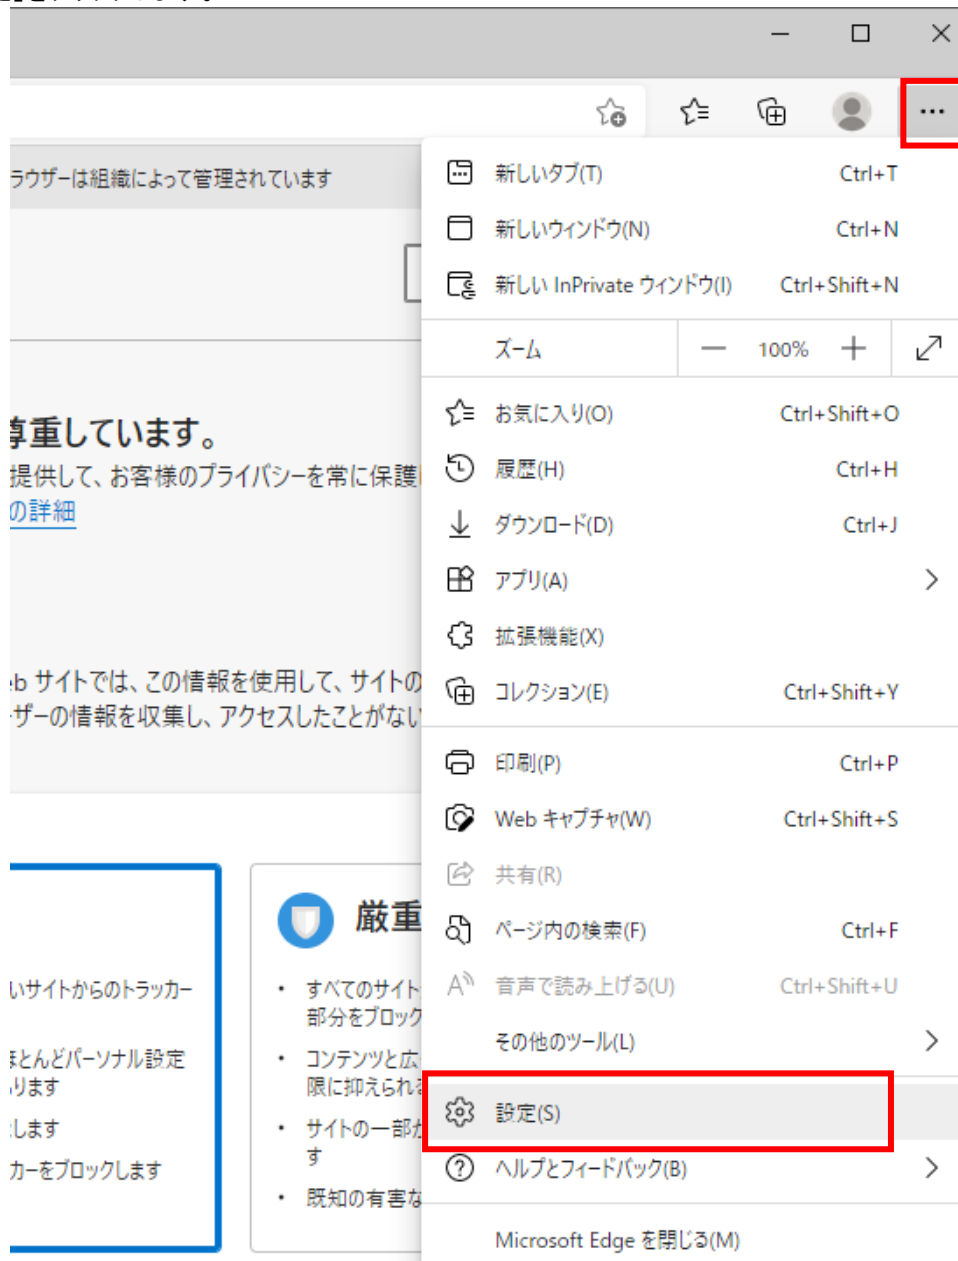 ラウザーは組織によって管理されています
尊重しています。
提供して、お客様のプライバシーを常に保護
の詳細
eb サイトでは、この情報を使用して、サイトの
ーザーの情報を収集し、アクセスしたことがない
いサイトからのトラッカー
ほとんどパーソナル設定
ります
します
カーをブロックします
厳重
• すべてのサイト
部分をブロック
• コンテンツと広
限に抑えられ
• サイトの一部が
す
• 既知の有害な
新しいタブ(T) Ctrl+T
新しいウィンドウ(N) Ctrl+N
新しい InPrivate ウィンドウ(I) Ctrl+Shift+N
ズーム 100%
お気に入り(O) Ctrl+Shift+O
履歴(H) Ctrl+H
ダウンロード(D) Ctrl+J
アプリ(A)
拡張機能(X)
コレクション(E) Ctrl+Shift+Y
印刷(P) Ctrl+P
Web キャプチャ(W) Ctrl+Shift+S
共有(R)
ページ内の検索(F) Ctrl+F
音声で読み上げる(U) Ctrl+Shift+U
その他のツール(L)
設定(S)
ヘルプとフィードバック(B)
Microsoft Edge を閉じる(M)